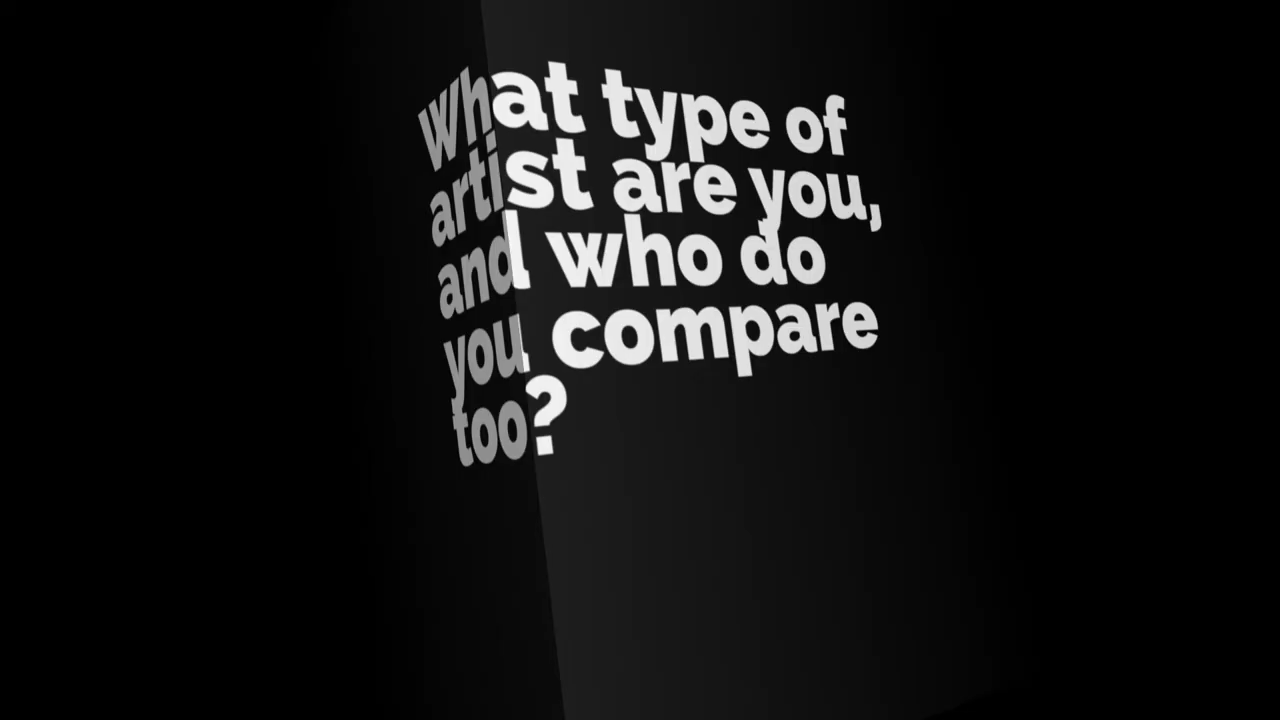 What type of
artist are you,
and who do
you compare
too?